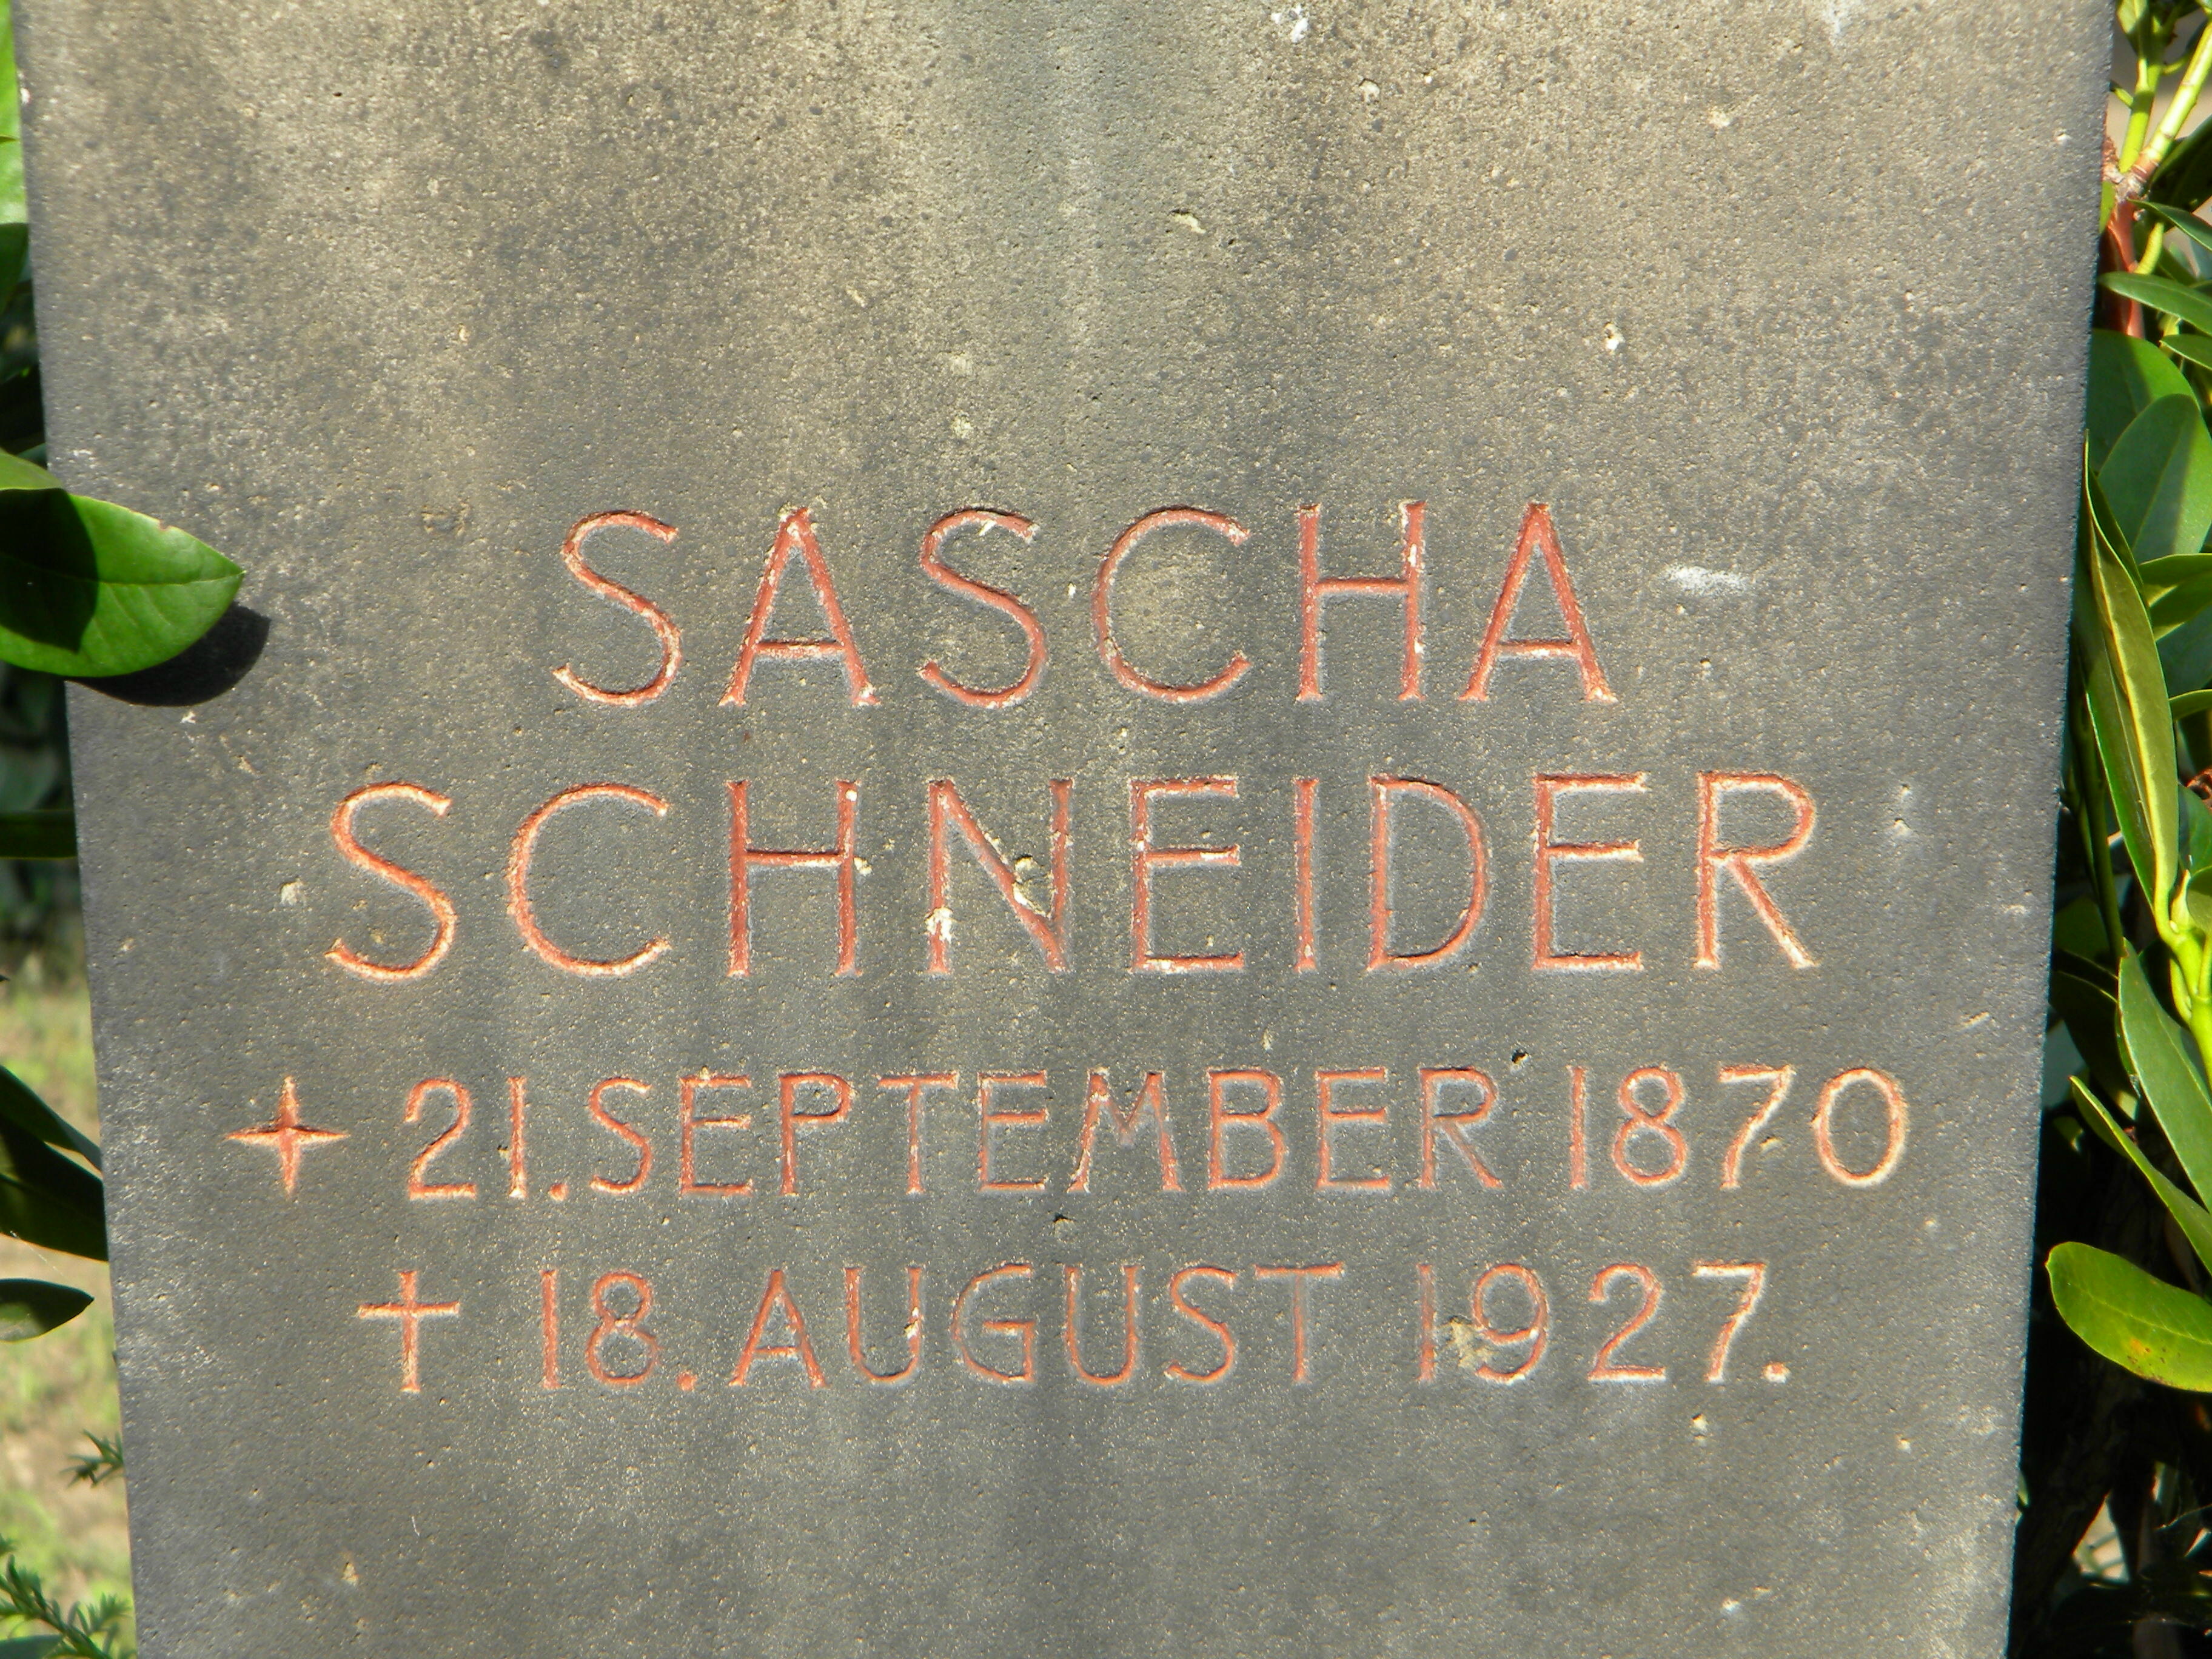 SASCHA
SCHNEIDER
✦ 21. SEPTEMBER 1870
† 18. AUGUST 1927.